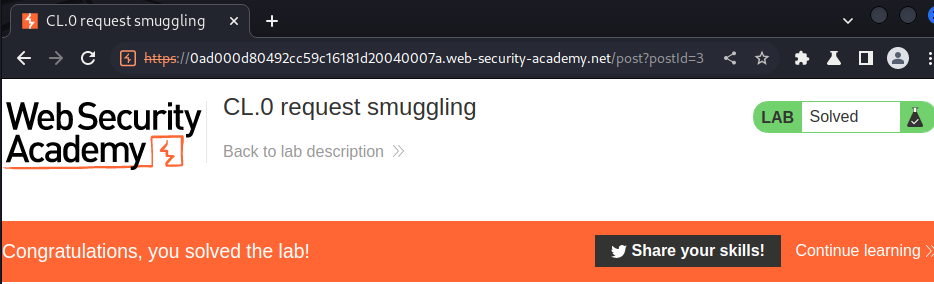 CL.0 request smuggling
https://0ad000d80492cc59c16181d20040007a.web-security-academy.net/post?postId=3
Web Security
Academy
CL.0 request smuggling
Back to lab description
LAB Solved
Congratulations, you solved the lab!
Share your skills!
Continue learning